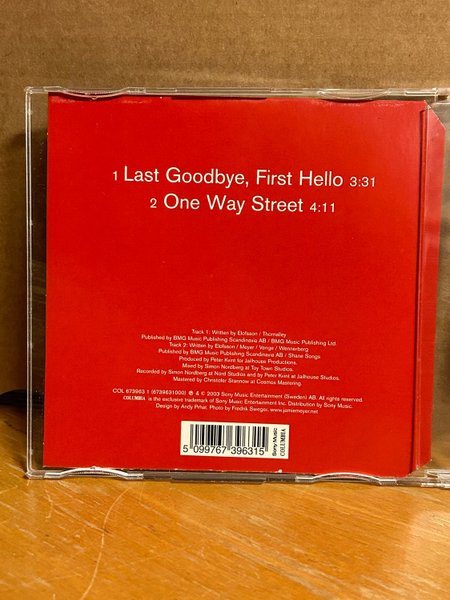 1 Last Goodbye, First Hello 3:31
2 One Way Street 4:11
Track 1: Written by Elofsson / Thornalley
Published by BMG Music Publishing Scandinavia AB / BMG Music Publishing Ltd.
Track 2: Written by Elofsson / Meyer / Vange / Wennerberg
Published by BMG Music Publishing Scandinavia AB / Shane Songs
Produced by Peter Kvint for Jailhouse Productions.
Mixed by Simon Nordberg at Toy Town Studios.
Recorded by Simon Nordberg at Nord Studios and by Peter Kvint at Jailhouse Studios.
Mastered by Christofer Stannow at Cosmos Mastering.
COL 673963 1 (6739631000) ℗ & © 2003 Sony Music Entertainment (Sweden) AB. All rights reserved.
COLUMBIA is the exclusive trademark of Sony Music Entertainment Inc. Distribution by Sony Music.
Design by Andy Prhat. Photo by Fredrik Sweger. www.jamiemeyer.net
5 099767 396315
Sony Music
COLUMBIA